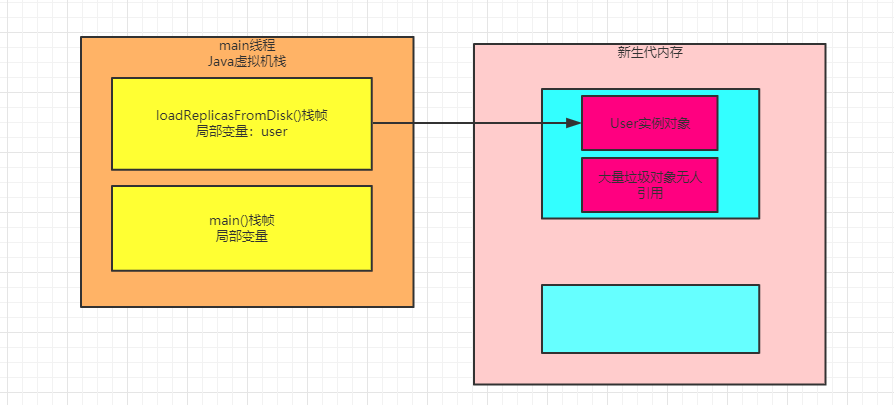 main线程
Java虚拟机栈
loadReplicasFromDisk()栈帧
局部变量：user
main()栈帧
局部变量
新生代内存
User实例对象
大量垃圾对象无人
引用